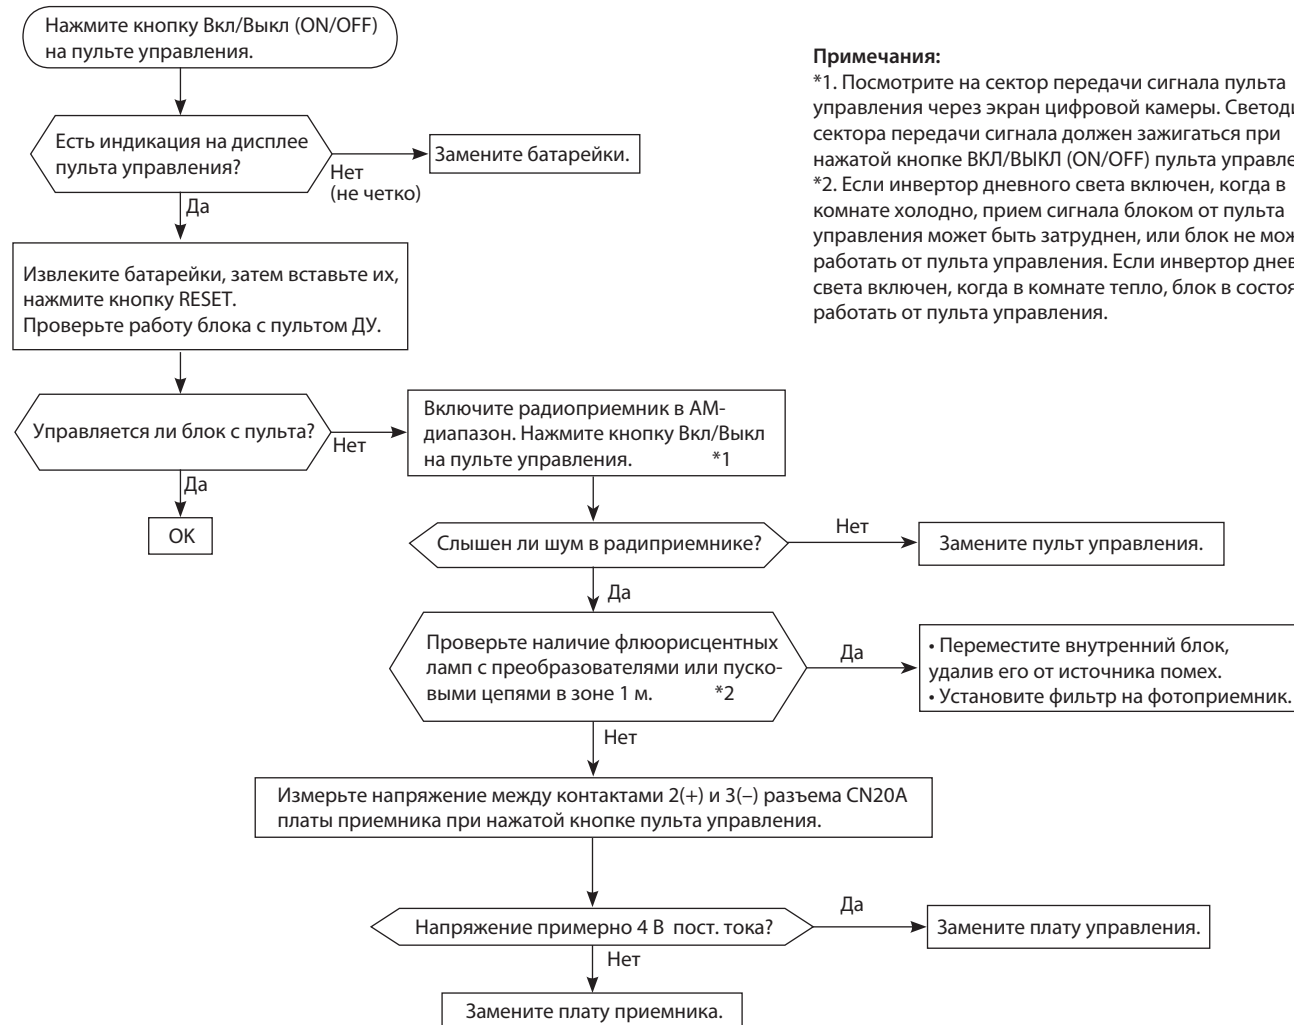 Нажмите кнопку Вкл/Выкл (ON/OFF)
на пульте управления.
Есть индикация на дисплее
пульта управления?
Нет
(не четко)
Замените батарейки.
Да
Извлеките батарейки, затем вставьте их,
нажмите кнопку RESET.
Проверьте работу блока с пультом ДУ.
Управляется ли блок с пульта?
Нет
Да
OK
Включите радиоприемник в АМ-
диапазон. Нажмите кнопку Вкл/Выкл
на пульте управления. *1
Слышен ли шум в радиприемнике?
Нет
Замените пульт управления.
Да
Проверьте наличие флюорисцентных
ламп с преобразователями или пуско-
выми цепями в зоне 1 м. *2
Да
• Переместите внутренний блок,
удалив его от источника помех.
• Установите фильтр на фотоприемник.
Нет
Измерьте напряжение между контактами 2(+) и 3(–) разъема CN20A
платы приемника при нажатой кнопке пульта управления.
Напряжение примерно 4 В пост. тока?
Да
Замените плату управления.
Нет
Замените плату приемника.
Примечания:
*1. Посмотрите на сектор передачи сигнала пульта
управления через экран цифровой камеры. Светоди
сектора передачи сигнала должен зажигаться при
нажатой кнопке ВКЛ/ВЫКЛ (ON/OFF) пульта управле
*2. Если инвертор дневного света включен, когда в
комнате холодно, прием сигнала блоком от пульта
управления может быть затруднен, или блок не мож
работать от пульта управления. Если инвертор днев
света включен, когда в комнате тепло, блок в состоя
работать от пульта управления.